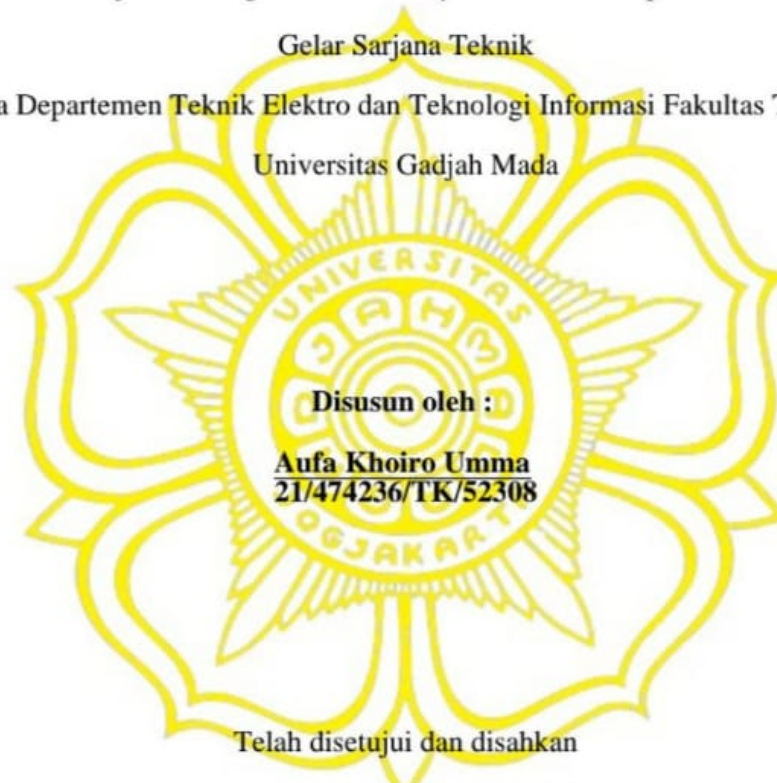 Gelar Sarjana Teknik
a Departemen Teknik Elektro dan Teknologi Informasi Fakultas
Universitas Gadjah Mada
UNIVERSITAS
Disusun oleh :
Aufa Khoiro Umma
21/474236/TK/52308
Telah disetujui dan disahkan